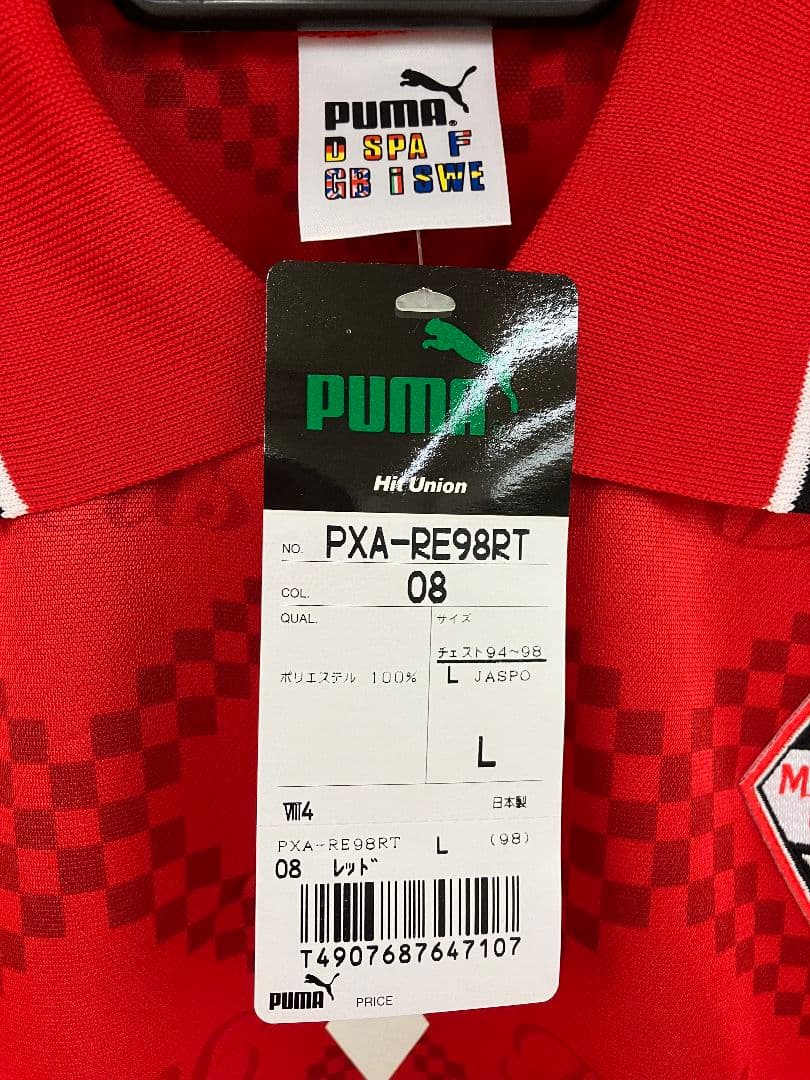 PUMA
D SPA F
GB I SWE
PUMA
Hit Union
NO. PXA-RE98RT
COL. 08
QUAL.
サイズ
チェスト94~98
ポリエステル 100%
L JASPO
L
Ⅷ4
日本製
PXA-RE98RT L (98)
08 レッド
T4907687647107
PUMA PRICE
M